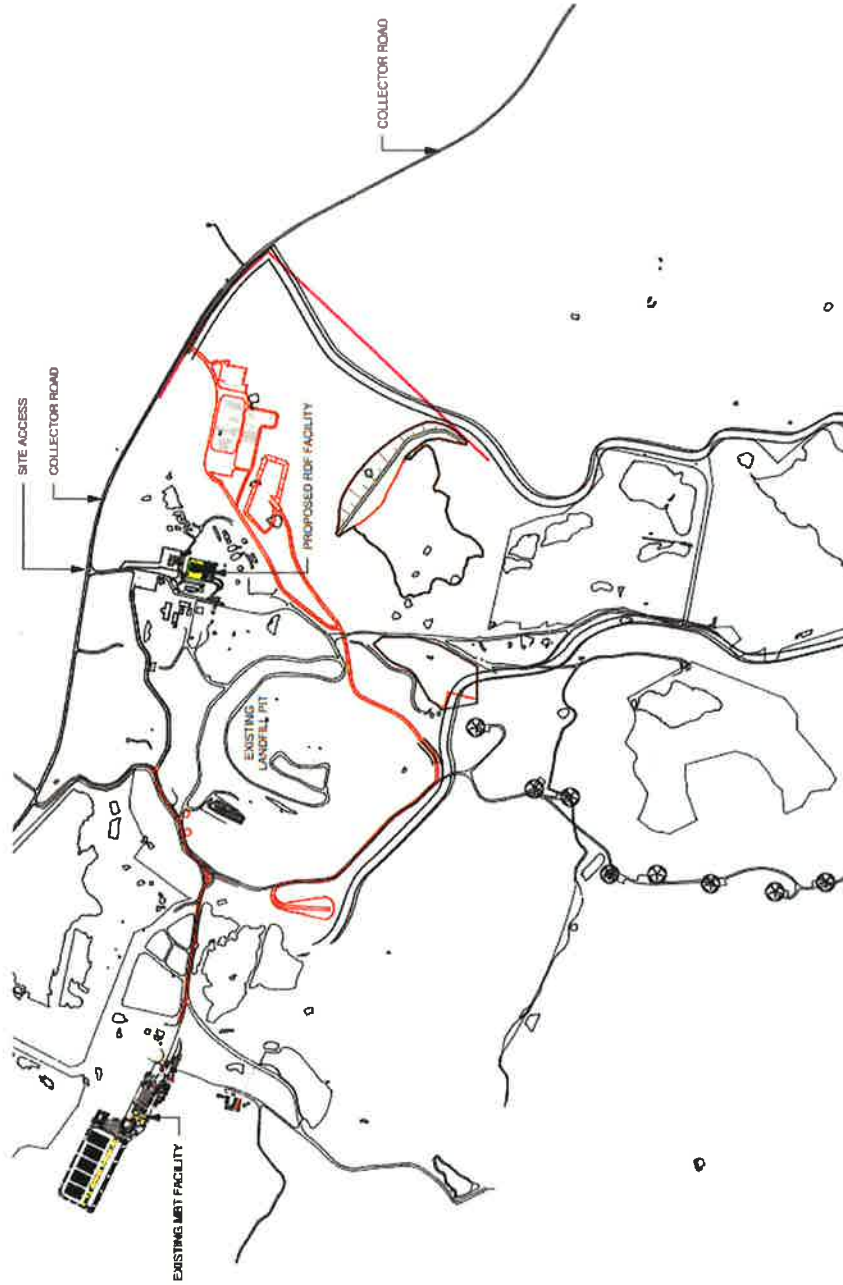 SITE ACCESS
COLLECTOR ROAD
COLLECTOR ROAD
PROPOSED RDF FACILITY
EXISTING
LANDFILL PIT
EXISTING MBT FACILITY